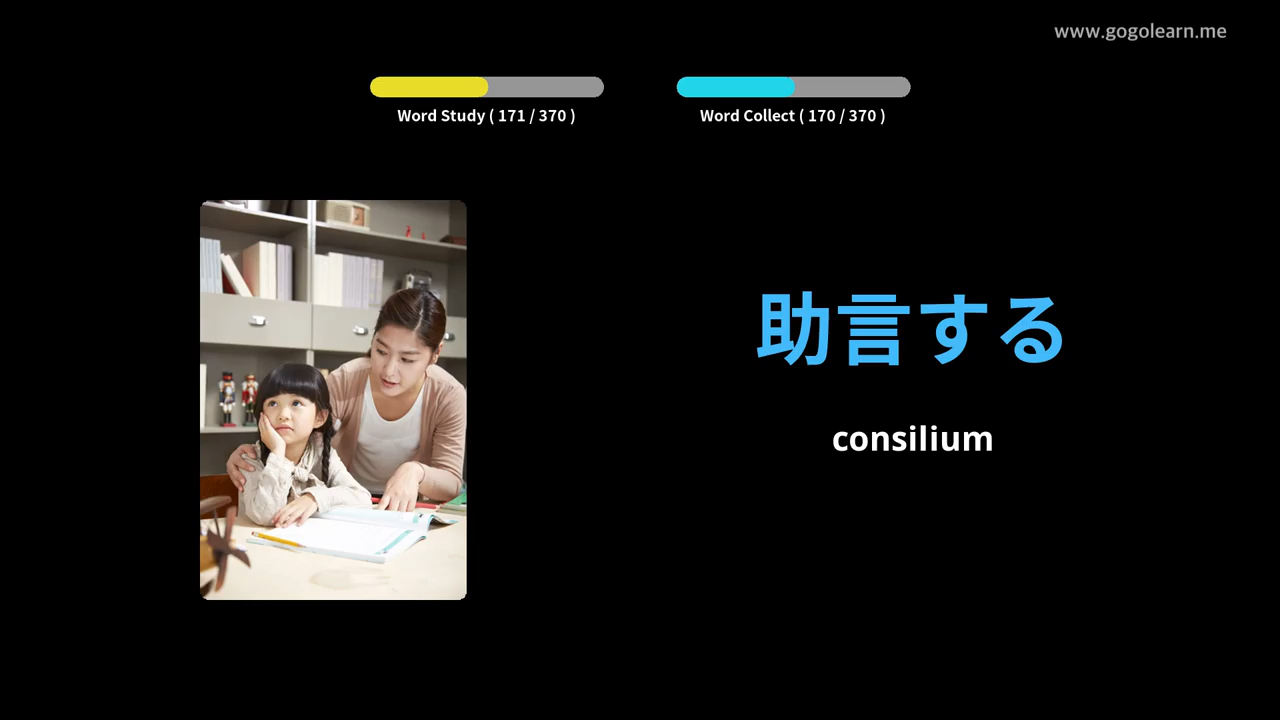 www.gogolearn.me
Word Study ( 171 / 370 )
Word Collect ( 170 / 370 )
助言する
consilium